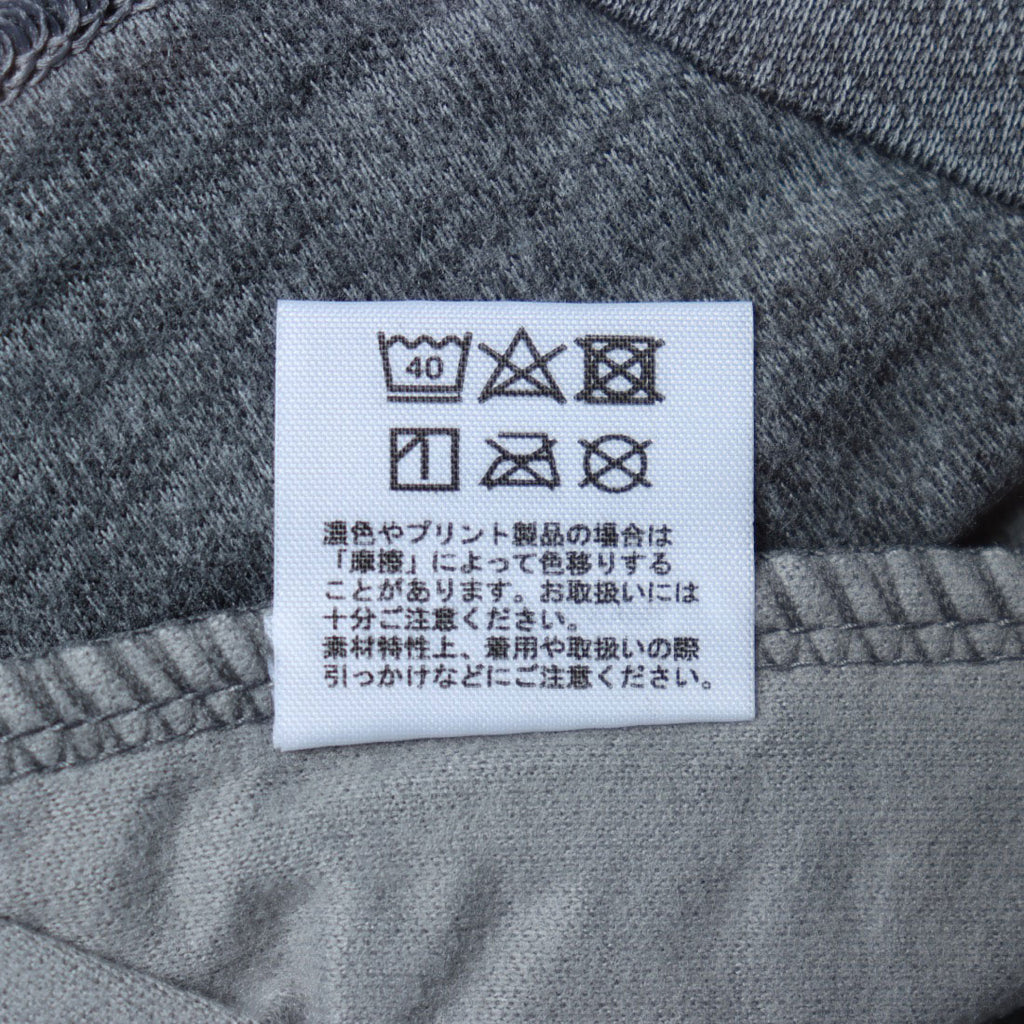 40
濃色やプリント製品の場合は
「摩擦」によって色移りする
ことがあります。お取扱いには
十分ご注意ください。
素材特性上、着用や取扱いの際
引っかけなどにご注意ください。